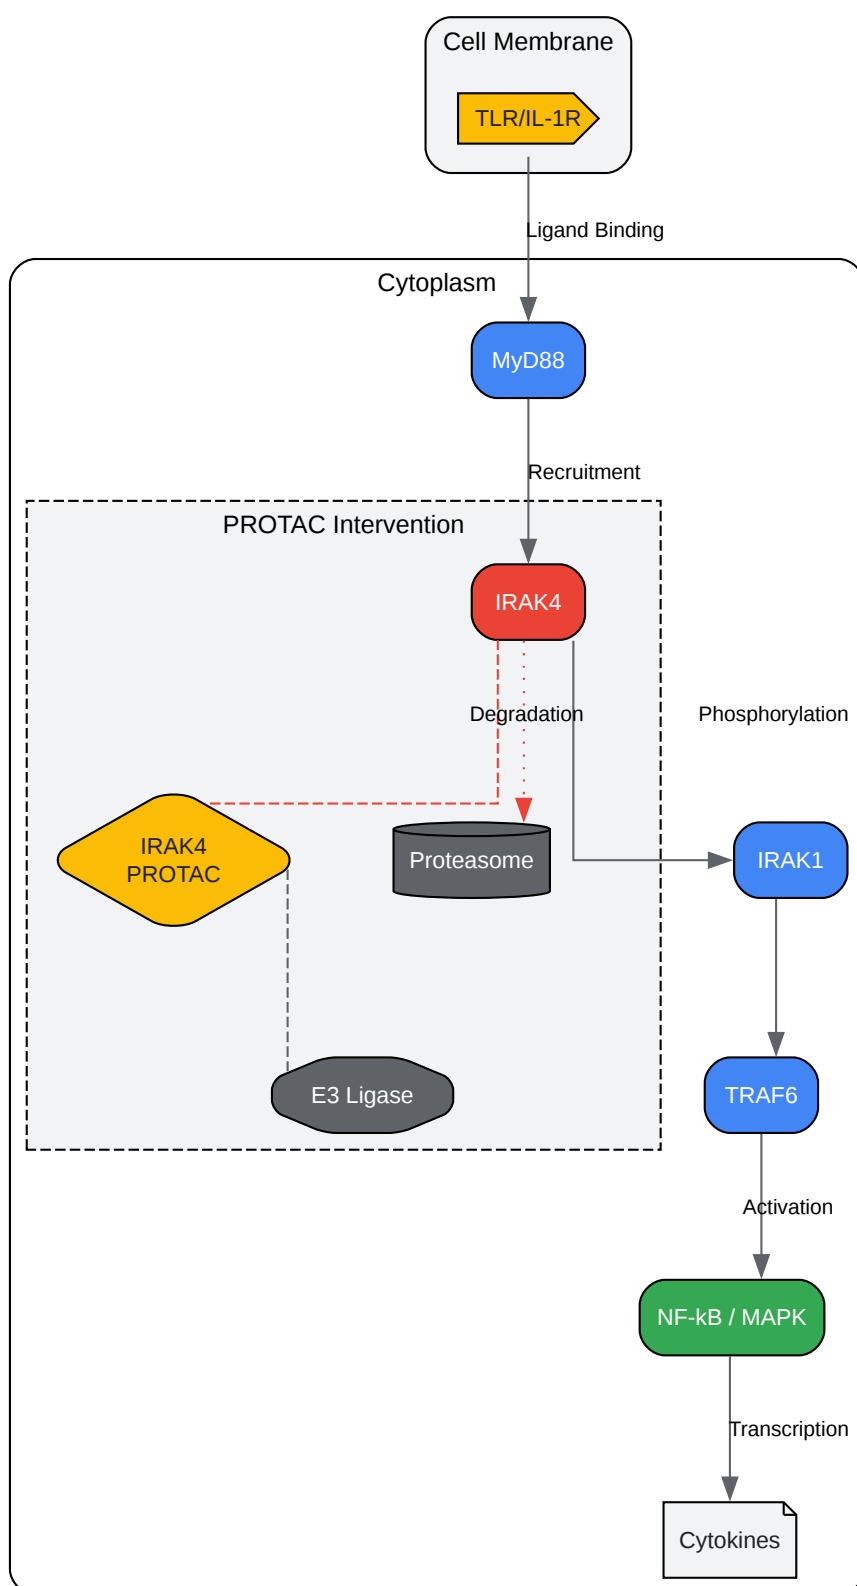 Cell Membrane
TLR/IL-1R
Ligand Binding
Cytoplasm
MyD88
Recruitment
PROTAC Intervention
IRAK4
Degradation
Phosphorylation
IRAK4
PROTAC
Proteasome
IRAK1
E3 Ligase
TRAF6
Activation
NF-kB / MAPK
Transcription
Cytokines